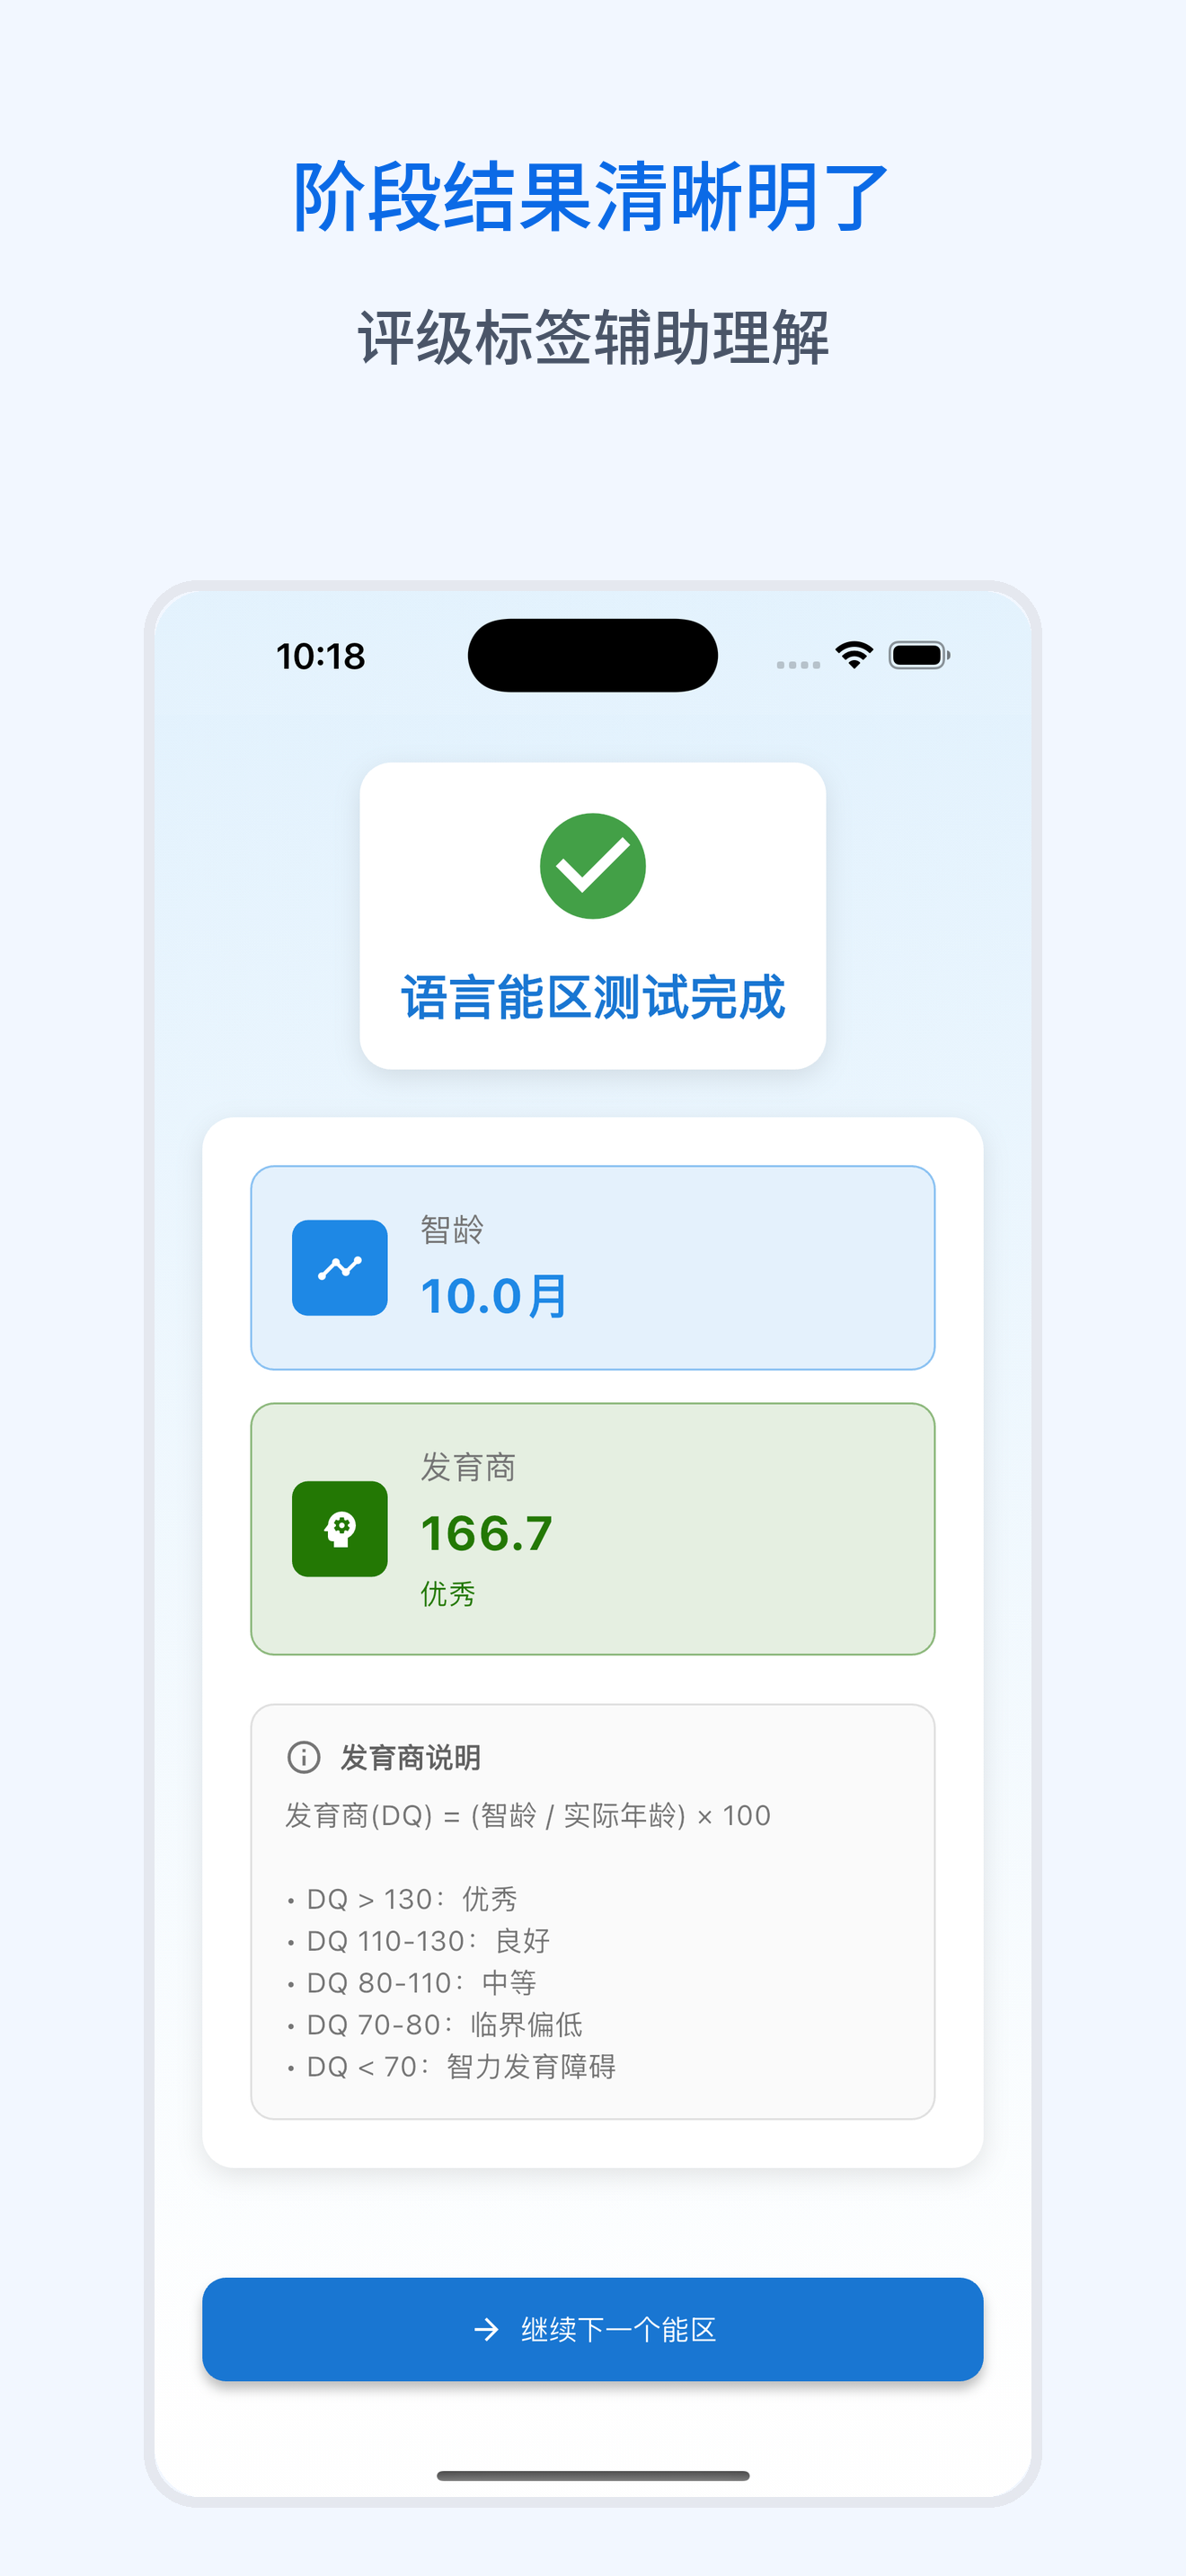 阶段结果清晰明了
评级标签辅助理解
10:18
语言能区测试完成
智龄
10.0月
发育商
166.7
优秀
发育商说明
发育商(DQ) = (智龄 / 实际年龄) × 100
• DQ > 130：优秀
• DQ 110-130：良好
• DQ 80-110：中等
• DQ 70-80：临界偏低
• DQ < 70：智力发育障碍
继续下一个能区